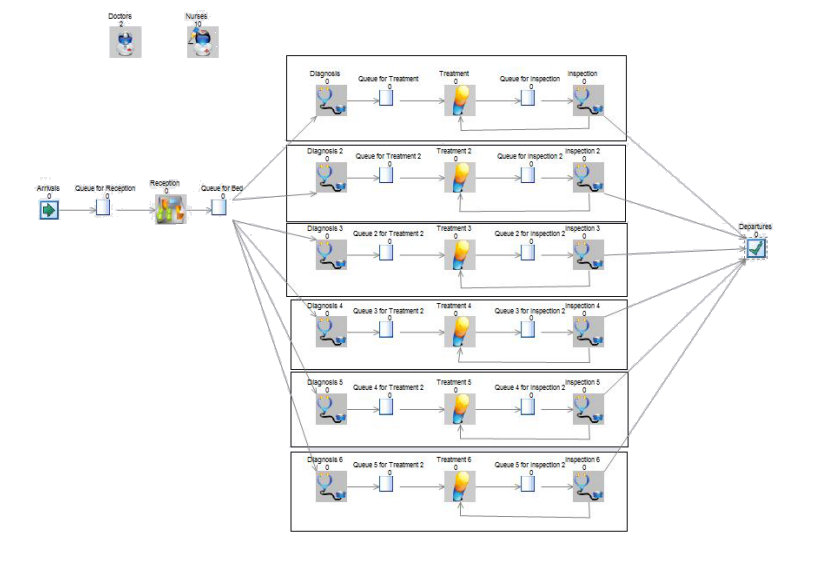 Doctors
2
Nurses
10
Arrivals
0
Queue for Reception
0
Reception
0
Queue for Bed
0
Diagnosis
0
Queue for Treatment
0
Treatment
0
Queue for Inspection
0
Inspection
0
Diagnosis 2
0
Queue for Treatment 2
0
Treatment 2
0
Queue for Inspection 2
0
Inspection 2
0
Diagnosis 3
0
Queue 2 for Treatment 2
0
Treatment 3
0
Queue 2 for Inspection 2
0
Inspection 3
0
Diagnosis 4
0
Queue 3 for Treatment 2
0
Treatment 4
0
Queue 3 for Inspection 2
0
Inspection 4
0
Diagnosis 5
0
Queue 4 for Treatment 2
0
Treatment 5
0
Queue 4 for Inspection 2
0
Inspection 5
0
Diagnosis 6
0
Queue 5 for Treatment 2
0
Treatment 6
0
Queue 5 for Inspection 2
0
Inspection 6
0
Departures
0